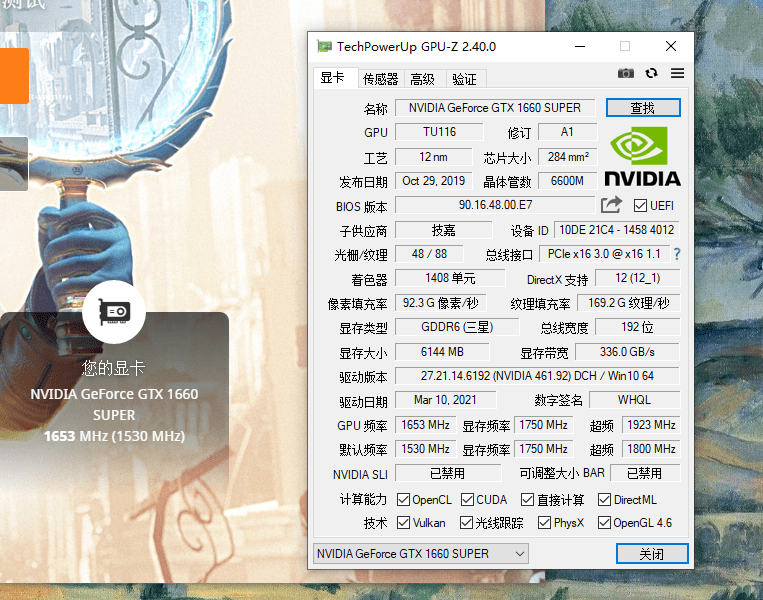 测试
TechPowerUp GPU-Z 2.40.0
显卡 传感器 高级 验证
名称 NVIDIA GeForce GTX 1660 SUPER 查找
GPU TU116 修订 A1
工艺 12 nm 芯片大小 284 mm²
发布日期 Oct 29, 2019 晶体管数 6600M
NVIDIA
BIOS 版本 90.16.48.00.E7 UEFI
子供应商 技嘉 设备 ID 10DE 21C4 - 1458 4012
光栅/纹理 48 / 88 总线接口 PCIe x16 3.0 @ x16 1.1 ?
着色器 1408 单元 DirectX 支持 12 (12_1)
像素填充率 92.3 G 像素/秒 纹理填充率 169.2 G 纹理/秒
显存类型 GDDR6 (三星) 总线宽度 192 位
显存大小 6144 MB 显存带宽 336.0 GB/s
驱动版本 27.21.14.6192 (NVIDIA 461.92) DCH / Win10 64
驱动日期 Mar 10, 2021 数字签名 WHQL
GPU 频率 1653 MHz 显存频率 1750 MHz 超频 1923 MHz
默认频率 1530 MHz 显存频率 1750 MHz 超频 1800 MHz
NVIDIA SLI 已禁用 可调整大小 BAR 已禁用
计算能力 OpenCL CUDA 直接计算 DirectML
技术 Vulkan 光线跟踪 PhysX OpenGL 4.6
NVIDIA GeForce GTX 1660 SUPER 关闭
您的显卡
NVIDIA GeForce GTX 1660
SUPER
1653 MHz (1530 MHz)